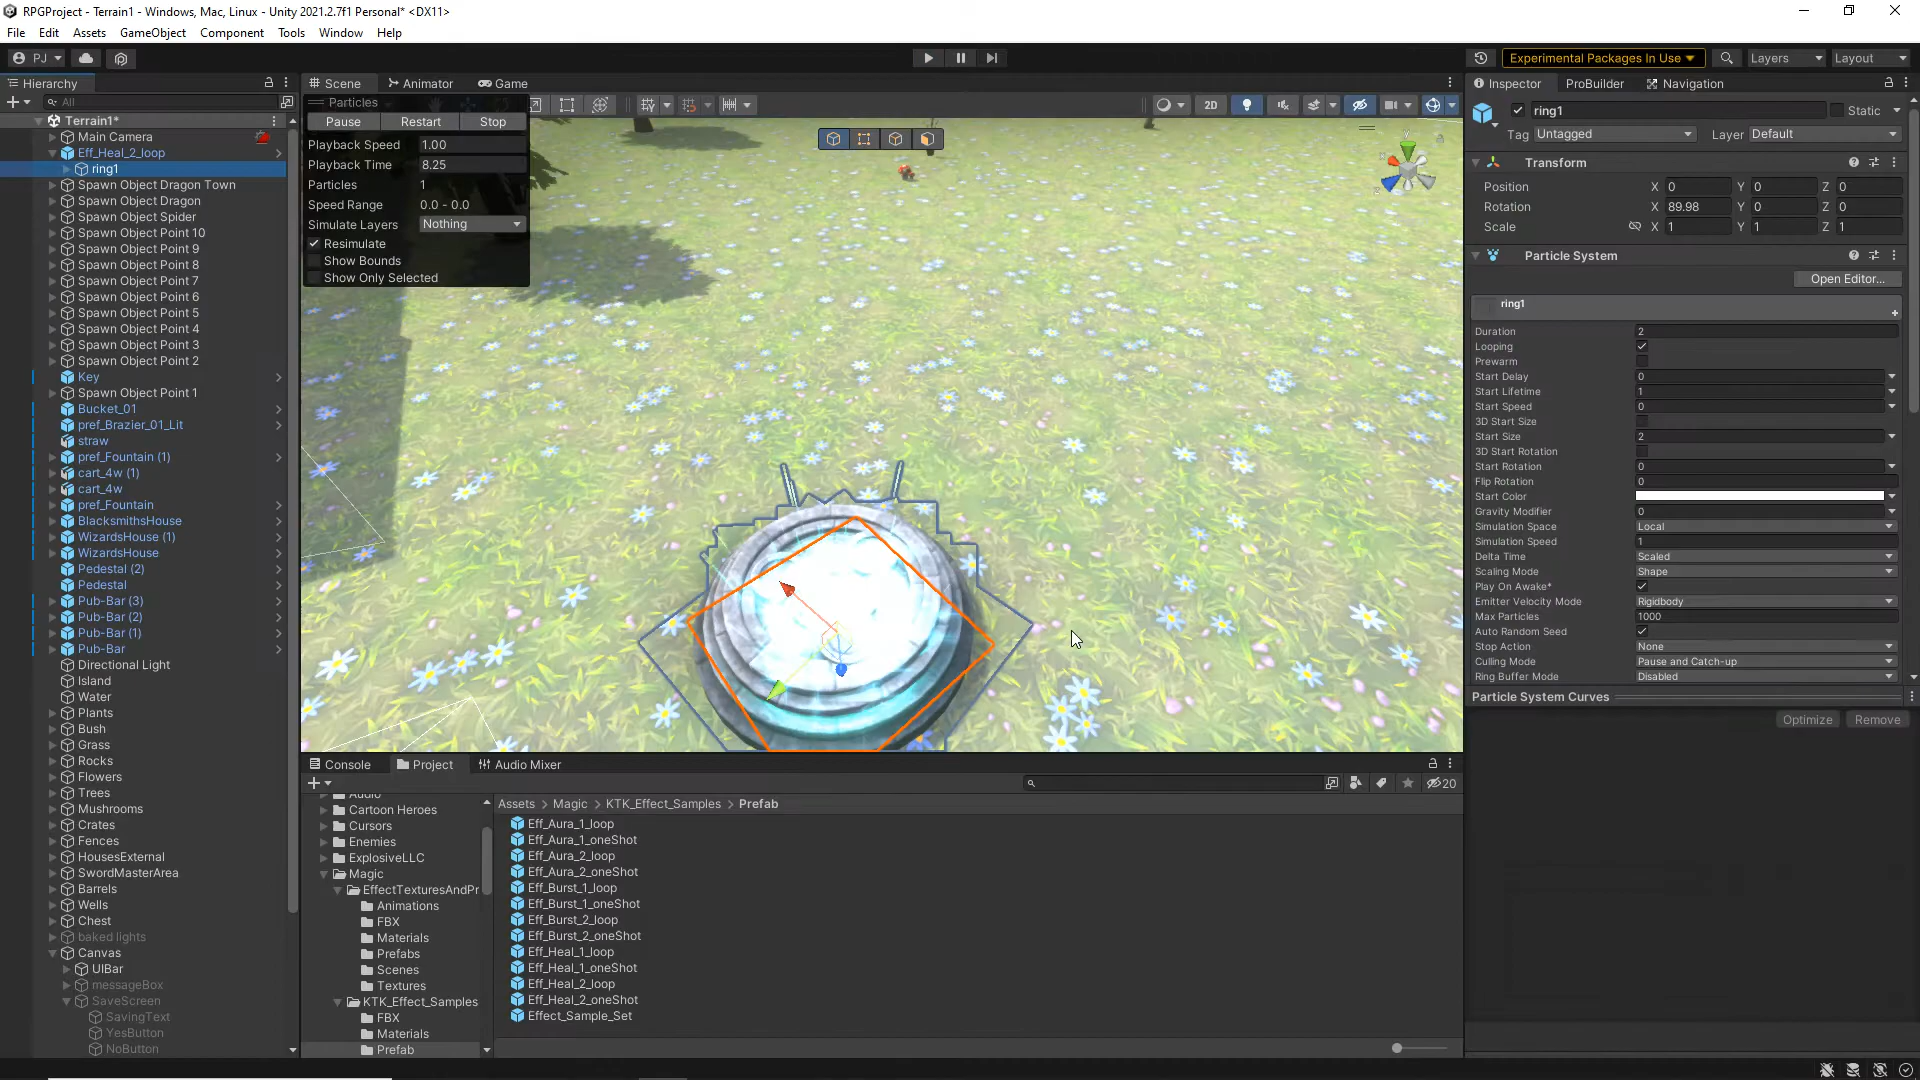 RPGProject - Terrain1 - Windows, Mac, Linux - Unity 2021.2.7f1 Personal* <DX11>
File Edit Assets GameObject Component Tools Window Help
PJ
Experimental Packages In Use
Layers
Layout
Hierarchy
All
Terrain1*
Main Camera
Eff_Heal_2_loop
ring1
Spawn Object Dragon Town
Spawn Object Dragon
Spawn Object Spider
Spawn Object Point 10
Spawn Object Point 9
Spawn Object Point 8
Spawn Object Point 7
Spawn Object Point 6
Spawn Object Point 5
Spawn Object Point 4
Spawn Object Point 3
Spawn Object Point 2
Key
Spawn Object Point 1
Bucket_01
pref_Brazier_01_Lit
straw
pref_Fountain (1)
cart_4w (1)
cart_4w
pref_Fountain
BlacksmithsHouse
WizardsHouse (1)
WizardsHouse
Pedestal (2)
Pedestal
Pub-Bar (3)
Pub-Bar (2)
Pub-Bar (1)
Pub-Bar
Directional Light
Island
Water
Plants
Bush
Grass
Rocks
Flowers
Trees
Mushrooms
Crates
Fences
HousesExternal
SwordMasterArea
Barrels
Wells
Chest
baked lights
Canvas
UIBar
messageBox
SaveScreen
SavingText
YesButton
NoButton
Scene Animator Game
2D
Particles
Pause Restart Stop
Playback Speed 1.00
Playback Time 8.25
Particles 1
Speed Range 0.0 - 0.0
Simulate Layers Nothing
Resimulate
Show Bounds
Show Only Selected
Console Project Audio Mixer
20
Audio
Cartoon Heroes
Cursors
Enemies
ExplosiveLLC
Magic
EffectTexturesAndPr
Animations
FBX
Materials
Prefabs
Scenes
Textures
KTK_Effect_Samples
FBX
Materials
Prefab
Assets > Magic > KTK_Effect_Samples > Prefab
Eff_Aura_1_loop
Eff_Aura_1_oneShot
Eff_Aura_2_loop
Eff_Aura_2_oneShot
Eff_Burst_1_loop
Eff_Burst_1_oneShot
Eff_Burst_2_loop
Eff_Burst_2_oneShot
Eff_Heal_1_loop
Eff_Heal_1_oneShot
Eff_Heal_2_loop
Eff_Heal_2_oneShot
Effect_Sample_Set
Inspector ProBuilder Navigation
ring1 Static
Tag Untagged Layer Default
Transform
Position X 0 Y 0 Z 0
Rotation X 89.98 Y 0 Z 0
Scale X 1 Y 1 Z 1
Particle System
Open Editor...
ring1
Duration 2
Looping
Prewarm
Start Delay 0
Start Lifetime 1
Start Speed 0
3D Start Size
Start Size 2
3D Start Rotation
Start Rotation 0
Flip Rotation 0
Start Color
Gravity Modifier 0
Simulation Space Local
Simulation Speed 1
Delta Time Scaled
Scaling Mode Shape
Play On Awake*
Emitter Velocity Mode Rigidbody
Max Particles 1000
Auto Random Seed
Stop Action None
Culling Mode Pause and Catch-up
Ring Buffer Mode Disabled
Particle System Curves
Optimize Remove